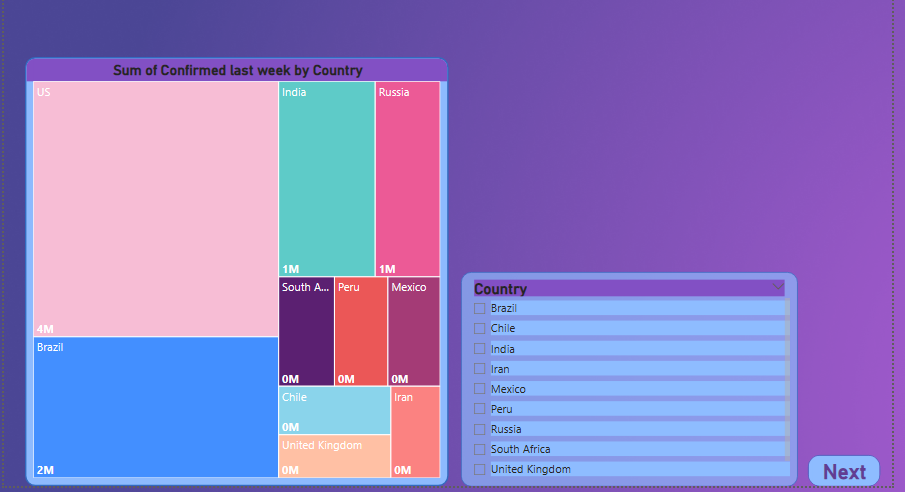 Sum of Confirmed last week by Country
US
4M
Brazil
2M
India
1M
Russia
1M
South A...
0M
Peru
0M
Mexico
0M
Chile
0M
United Kingdom
0M
Iran
0M
Country
Brazil
Chile
India
Iran
Mexico
Peru
Russia
South Africa
United Kingdom
Next